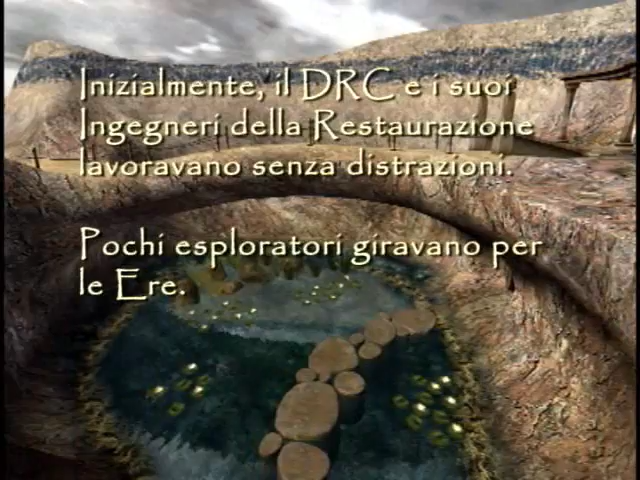 Inizialmente, il DRC e i suoi
Ingegneri della Restaurazione
lavoravano senza distrazioni.
Pochi esploratori giravano per
le Ere.